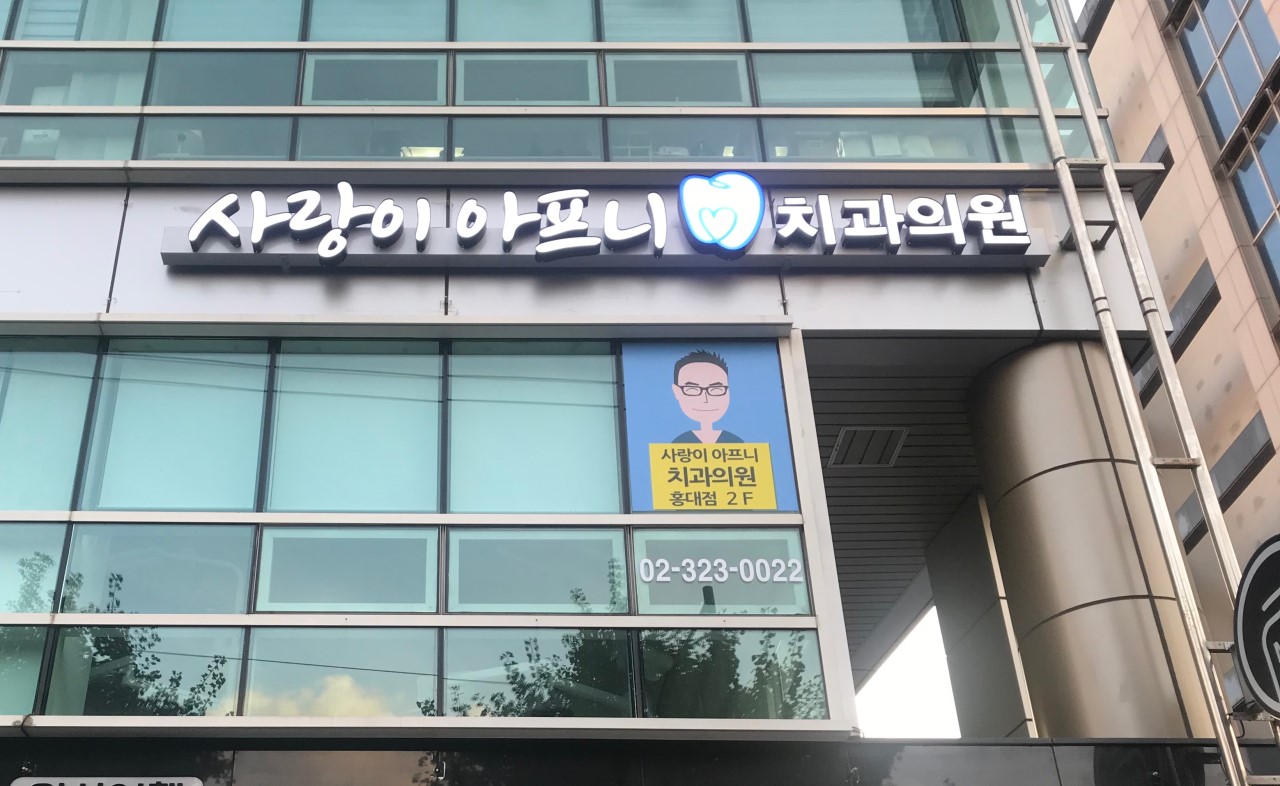 사랑이 아프니 치과의원
사랑이 아프니
치과의원
홍대점 2F
02-323-0022